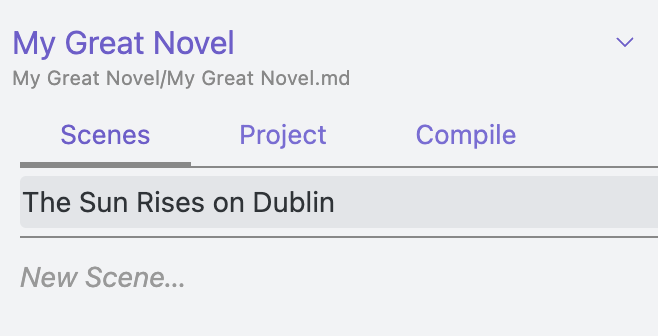 My Great Novel
My Great Novel/My Great Novel.md
Scenes Project Compile
The Sun Rises on Dublin
New Scene...